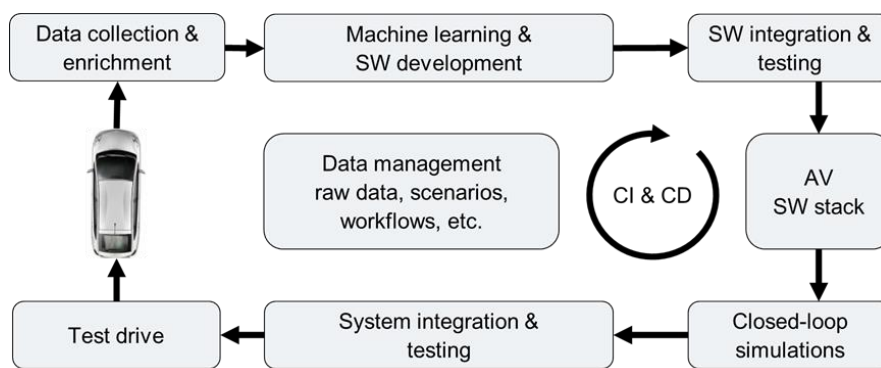 Data collection &
enrichment
Machine learning &
SW development
SW integration &
testing
Data management
raw data, scenarios,
workflows, etc.
CI & CD
AV
SW stack
Test drive
System integration &
testing
Closed-loop
simulations